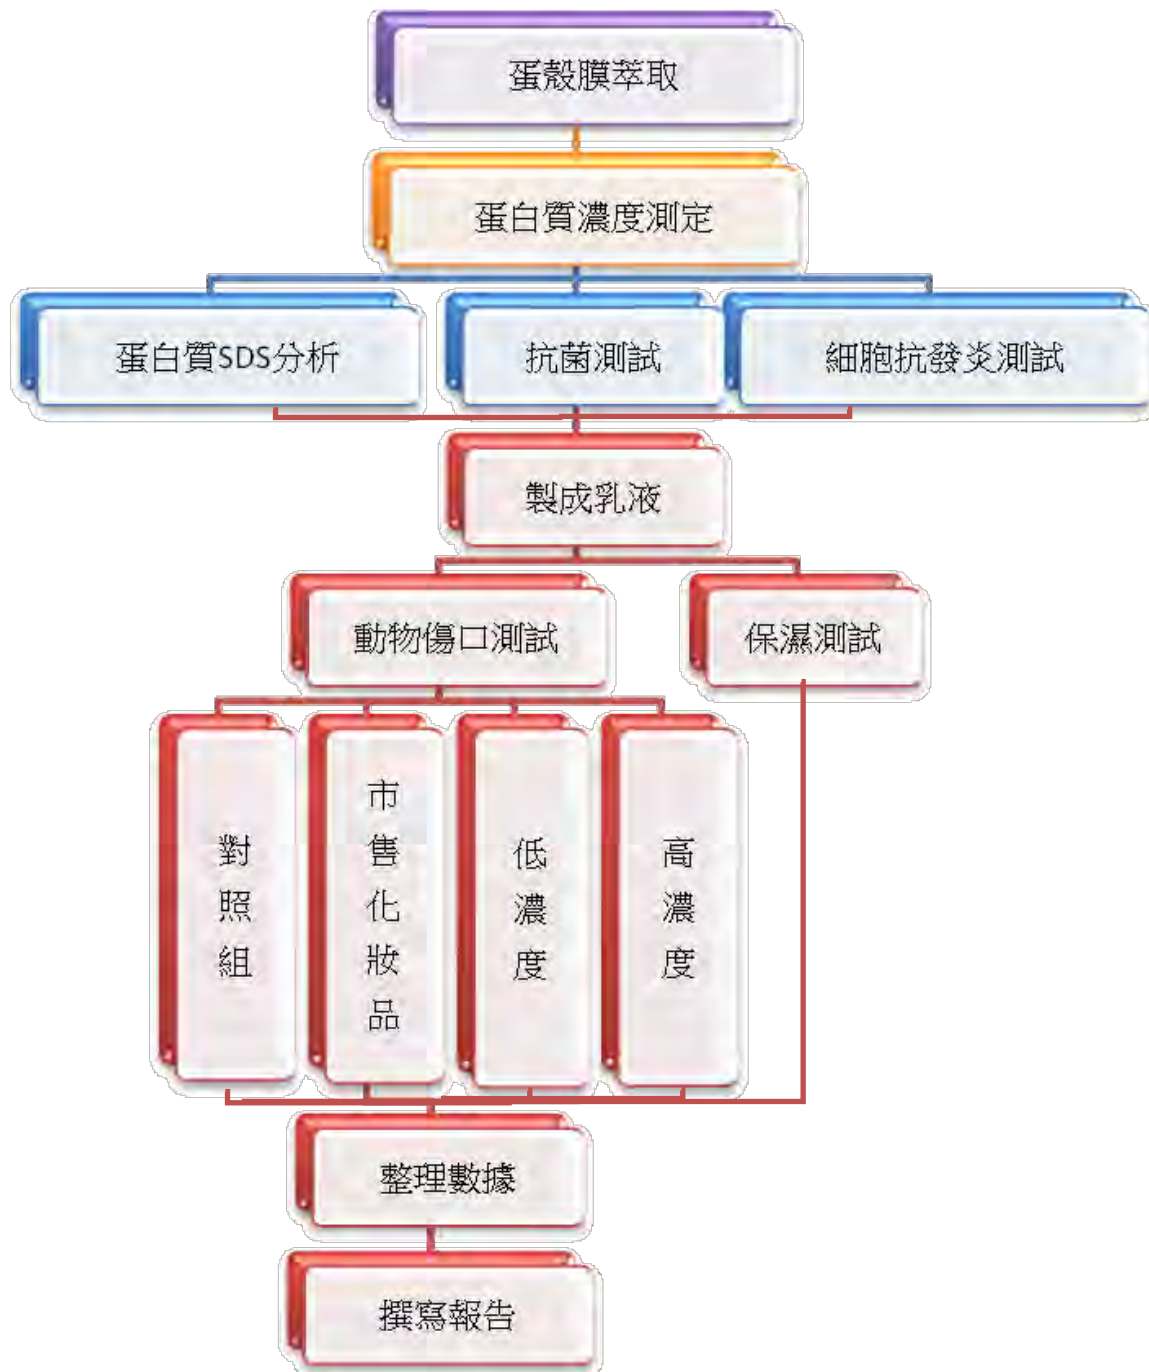 蛋殼膜萃取
蛋白質濃度測定
蛋白質SDS分析
抗菌測試
細胞抗發炎測試
製成乳液
動物傷口測試
保濕測試
對照組
市售化妝品
低濃度
高濃度
整理數據
撰寫報告